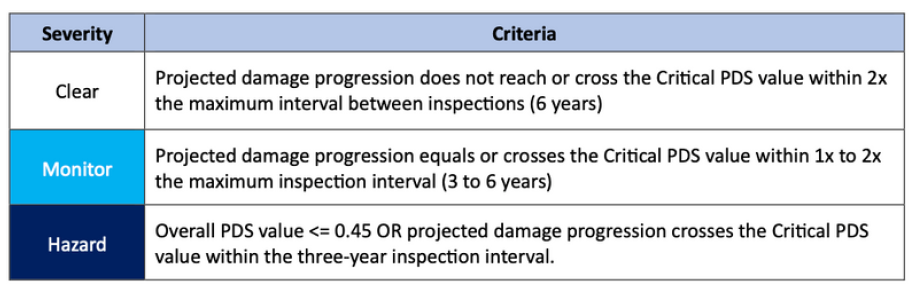 Severity
Criteria
Clear
Projected damage progression does not reach or cross the Critical PDS value within 2x
the maximum interval between inspections (6 years)
Monitor
Projected damage progression equals or crosses the Critical PDS value within 1x to 2x
the maximum inspection interval (3 to 6 years)
Hazard
Overall PDS value <= 0.45 OR projected damage progression crosses the Critical PDS
value within the three-year inspection interval.